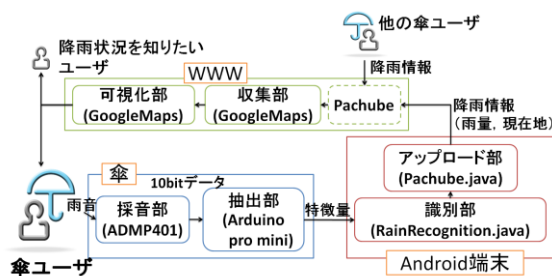 降雨状況を知りたい
ユーザ
他の傘ユーザ
WWW
降雨情報
可視化部
(GoogleMaps)
収集部
(GoogleMaps)
Pachube
降雨情報
(雨量, 現在地)
アップロード部
(Pachube.java)
傘
10bitデータ
雨音
採音部
(ADMP401)
抽出部
(Arduino
pro mini)
特徴量
識別部
(RainRecognition.java)
傘ユーザ
Android端末